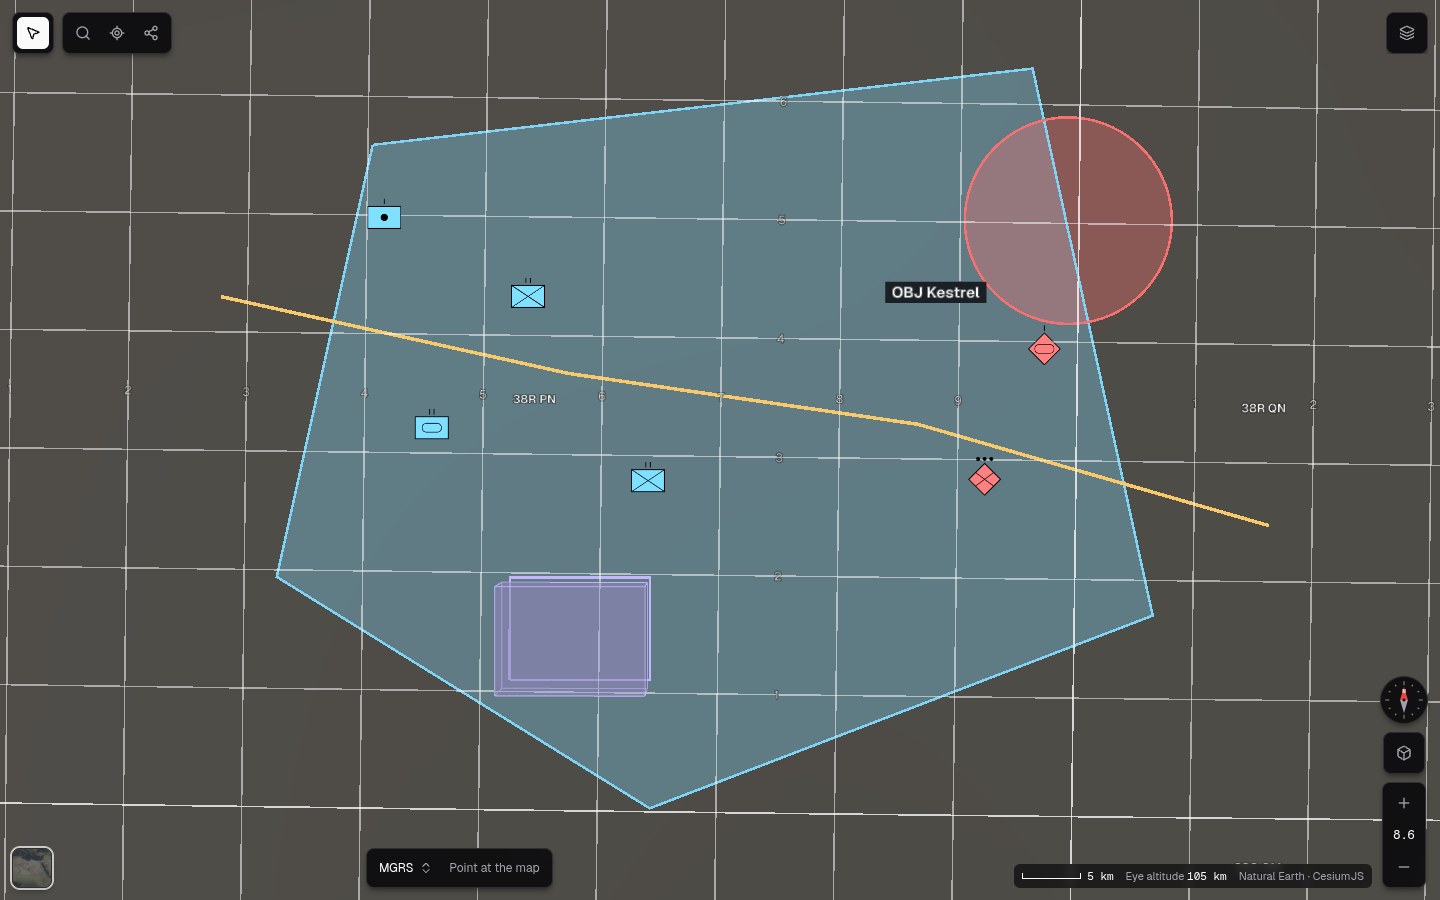 6
5
OBJ Kestrel
4
1 2 3 4 5 6 7 8 9 1 2 3
38R PN
38R QN
3
2
1
8.6
MGRS Point at the map
5 km Eye altitude 105 km Natural Earth · CesiumJS